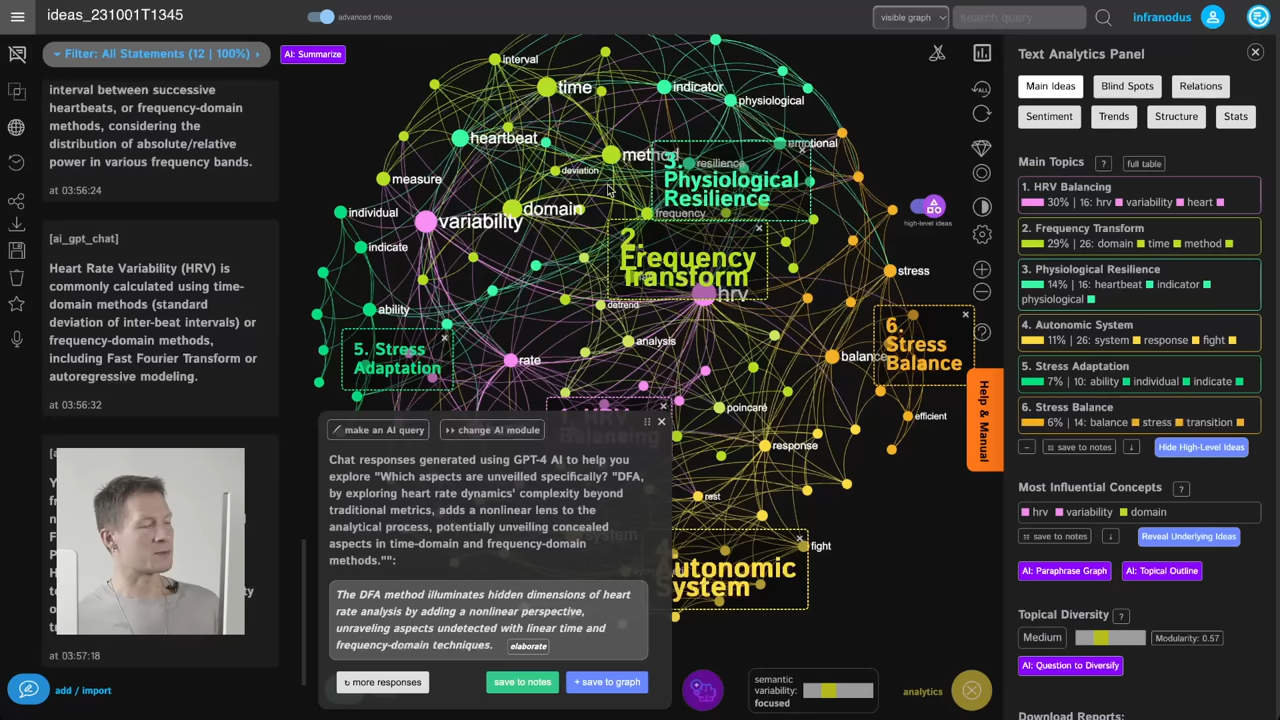 ideas_231001T1345
advanced mode
visible graph
search query
infranodus
Filter: All Statements (12 | 100%)
AI: Summarize
interval between successive
heartbeats, or frequency-domain
methods, considering the
distribution of absolute/relative
power in various frequency bands.
at 03:56:24
[ai_gpt_chat]
Heart Rate Variability (HRV) is
commonly calculated using time-
domain methods (standard
deviation of inter-beat intervals) or
frequency-domain methods,
including Fast Fourier Transform or
autoregressive modeling.
at 03:56:32
at 03:57:18
add / import
interval
time
indicator
physiological
heartbeat
method
emotional
deviation
resilience
measure
3.
Physiological
Resilience
individual
variability
domain
frequency
indicate
2.
Frequency
Transform
high-level ideas
stress
hrv
ability
detrend
analysis
5. Stress
Adaptation
rate
balance
6.
Stress
Balance
1. HRV
Balancing
poincaré
efficient
response
rest
system
fight
utonomic
System
make an AI query
change AI module
Chat responses generated using GPT-4 AI to help you
explore "Which aspects are unveiled specifically? "DFA,
by exploring heart rate dynamics' complexity beyond
traditional metrics, adds a nonlinear lens to the
analytical process, potentially unveiling concealed
aspects in time-domain and frequency-domain
methods."":
The DFA method illuminates hidden dimensions of heart
rate analysis by adding a nonlinear perspective,
unraveling aspects undetected with linear time and
frequency-domain techniques. elaborate
↻ more responses
save to notes
+ save to graph
semantic
variability:
focused
analytics
Help & Manual
Text Analytics Panel
Main Ideas
Blind Spots
Relations
Sentiment
Trends
Structure
Stats
Main Topics ? full table
1. HRV Balancing
30% | 16: hrv variability heart
2. Frequency Transform
29% | 26: domain time method
3. Physiological Resilience
14% | 16: heartbeat indicator
physiological
4. Autonomic System
11% | 26: system response fight
5. Stress Adaptation
7% | 10: ability individual indicate
6. Stress Balance
6% | 14: balance stress transition
− :: save to notes ↓ Hide High-Level Ideas
Most Influential Concepts ?
hrv variability domain
:: save to notes ↓ Reveal Underlying Ideas
AI: Paraphrase Graph
AI: Topical Outline
Topical Diversity ?
Medium
Modularity: 0.57
AI: Question to Diversify
Download Reports: